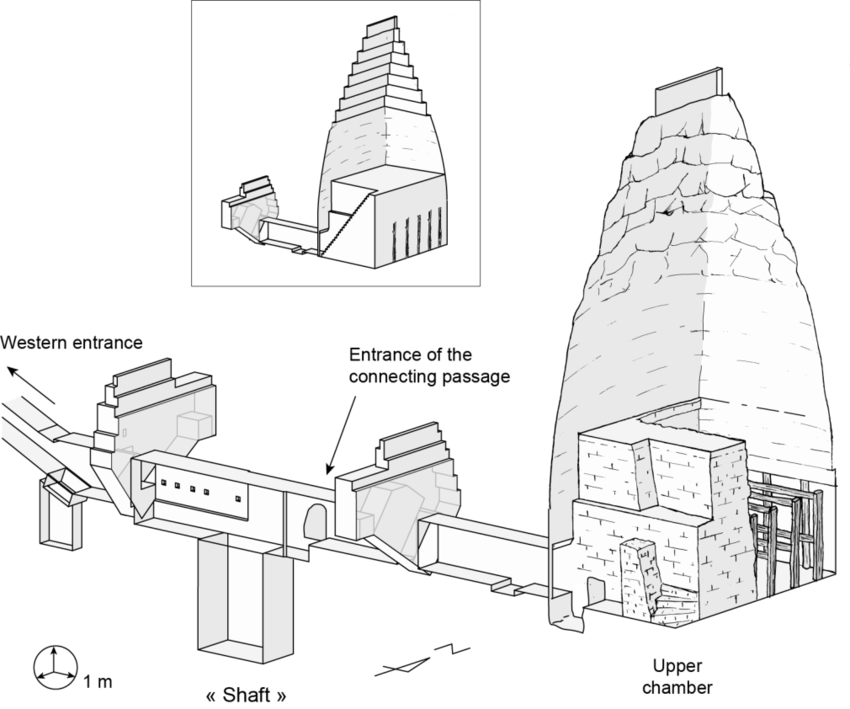 Western entrance
Entrance of the
connecting passage
1 m
« Shaft »
Upper
chamber